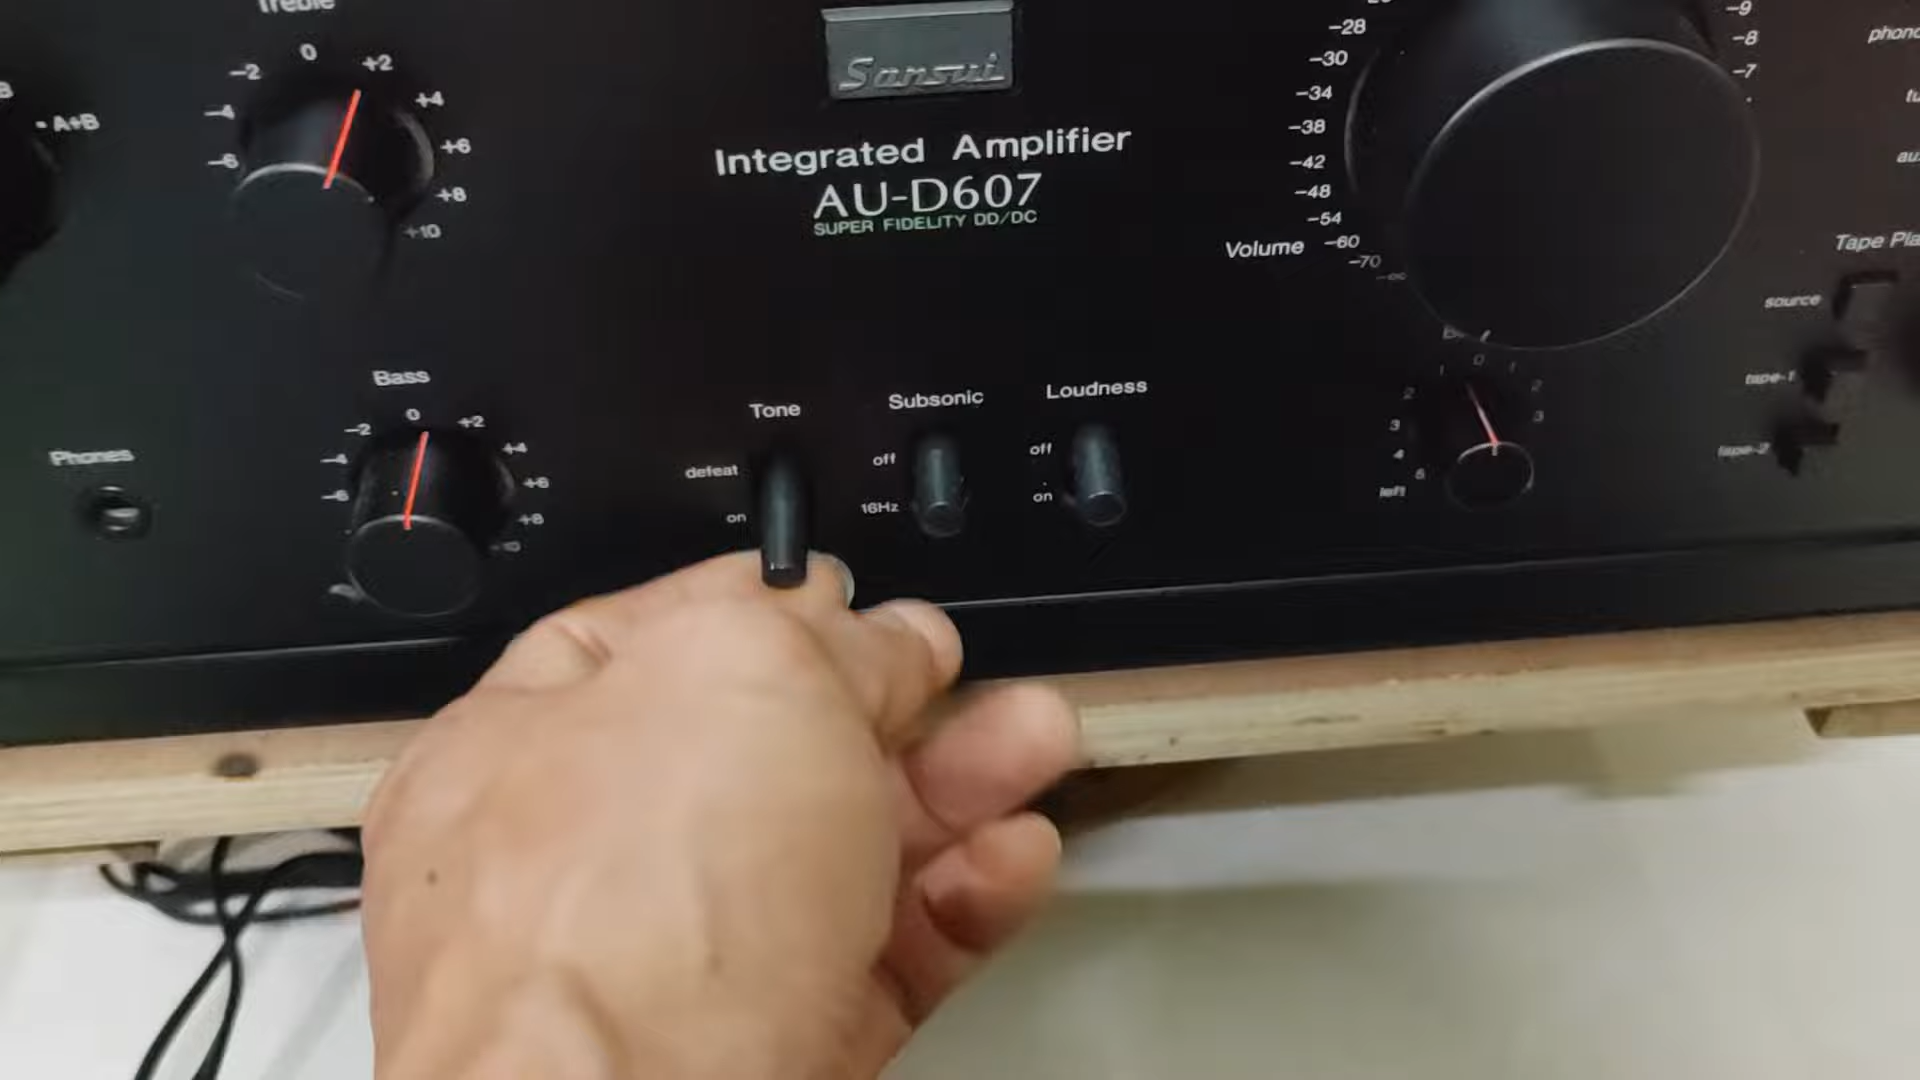 Treble
0
-2 +2
-4 +4
-6 +6
+8
+10
• A+B
Sansui
Integrated Amplifier
AU-D607
SUPER FIDELITY DD/DC
Volume
-28
-30
-34
-38
-42
-48
-54
-60
-70
-∞
-9
-8
-7
Tape Pla
source
tape-1
tape-2
Phones
Bass
0
-2 +2
-4 +4
-6 +6
+8
Tone
defeat
on
Subsonic
off
16Hz
Loudness
off
on
1 0 1
2 2
3 3
4
left